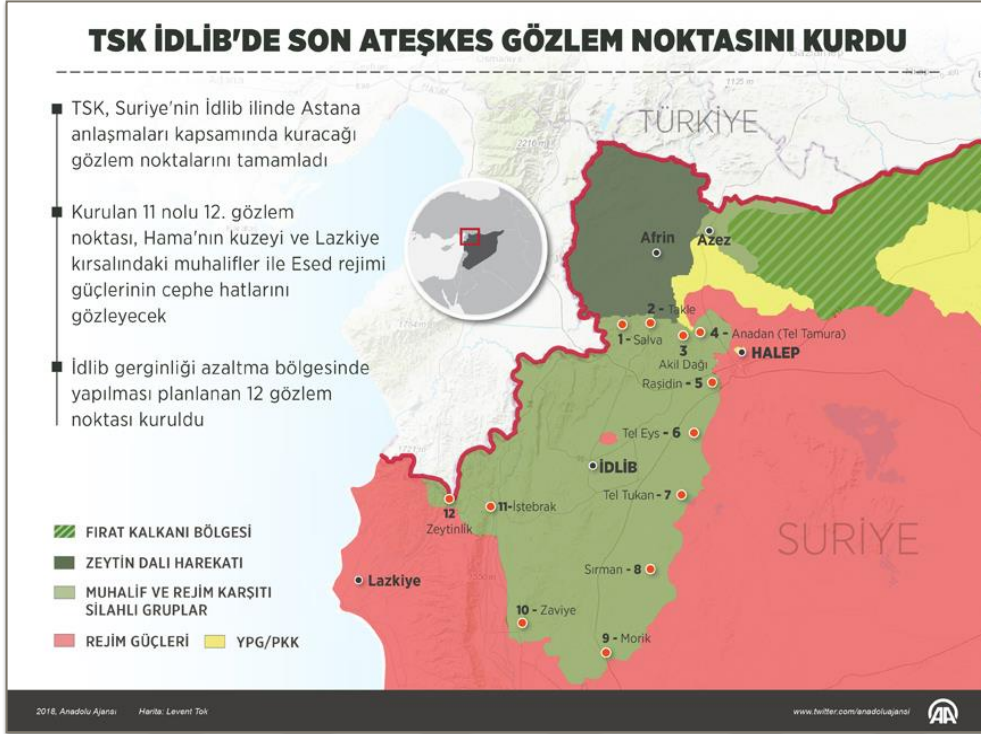 TSK İDLİB'DE SON ATEŞKES GÖZLEM NOKTASINI KURDU
TSK, Suriye'nin İdlib ilinde Astana
anlaşmaları kapsamında kuracağı
gözlem noktalarını tamamladı
Kurulan 11 nolu 12. gözlem
noktası, Hama'nın kuzeyi ve Lazkiye
kırsalındaki muhalifler ile Esed rejimi
güçlerinin cephe hatlarını
gözleyecek
İdlib gerginliği azaltma bölgesinde
yapılması planlanan 12 gözlem
noktası kuruldu
TÜRKİYE
Afrin
Azez
2 - Takle
1 - Salva
3
Akil Dağı
4 - Anadan (Tel Tamura)
HALEP
Raşidin - 5
Tel Eys - 6
İDLİB
Tel Tukan - 7
11-İstebrak
12
Zeytinlik
SURİYE
Sırman - 8
Lazkiye
10 - Zaviye
9 - Morik
FIRAT KALKANI BÖLGESİ
ZEYTİN DALI HAREKATI
MUHALİF VE REJİM KARŞITI
SİLAHLI GRUPLAR
REJİM GÜÇLERİ
YPG/PKK
2018, Anadolu Ajansı
Harita: Levent Tok
www.twitter.com/anadoluajansi
AA